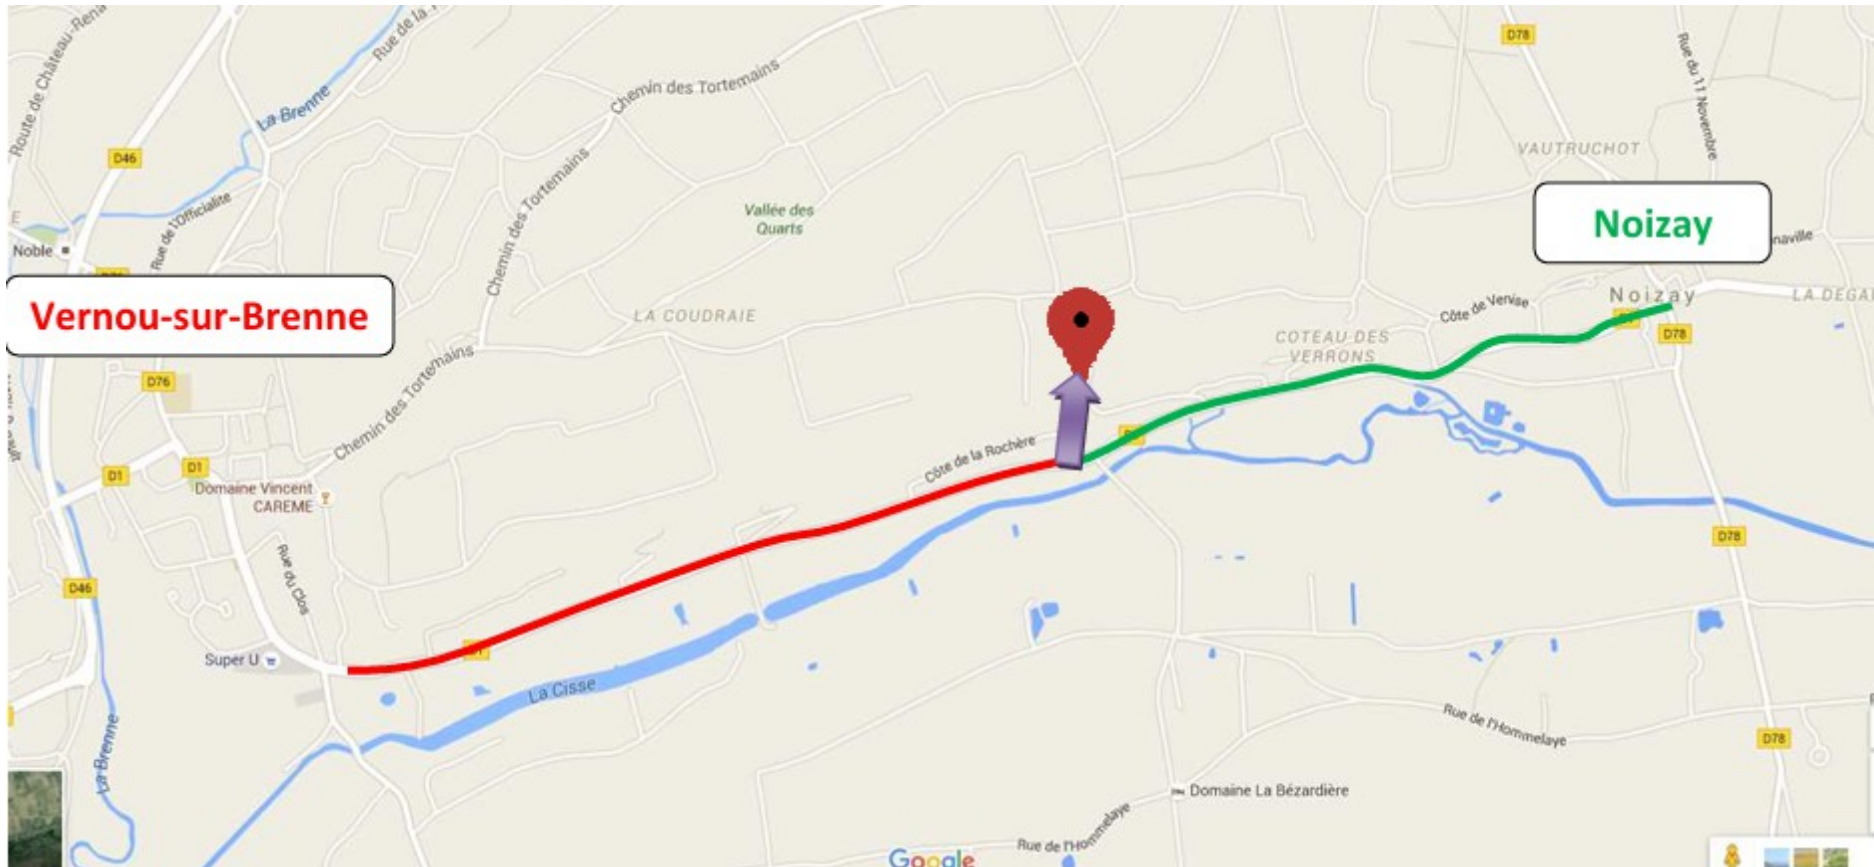 Route de Château-Rena
La Brenne
Rue de la
D46
Rue de l'Officialité
Chemin des Tortemains
Chemin des Tortemains
Vallée des
Quarts
D78
Rue du 11 Novembre
VAUTRUCHOT
Noizay
naville
E
Noble
Vernou-sur-Brenne
LA COUDRAIE
Chemin des Tortemains
COTEAU DES
VERRONS
Côte de Venise
Noizay
LA DEGA
D78
D76
D1
D1
Domaine Vincent
CAREME
Côte de la Rochère
Rue du Clos
D46
D78
Super U
D1
La Cisse
La Brenne
Rue de l'Hommelaye
D78
Domaine La Bézardière
Rue de l'Hommelaye
Google